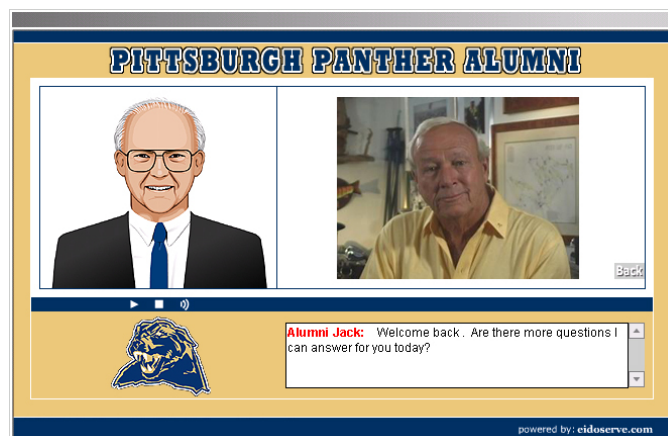 PITTSBURGH PANTHER ALUMNI
Back
Alumni Jack: Welcome back . Are there more questions I
can answer for you today?
powered by: eidoserve.com